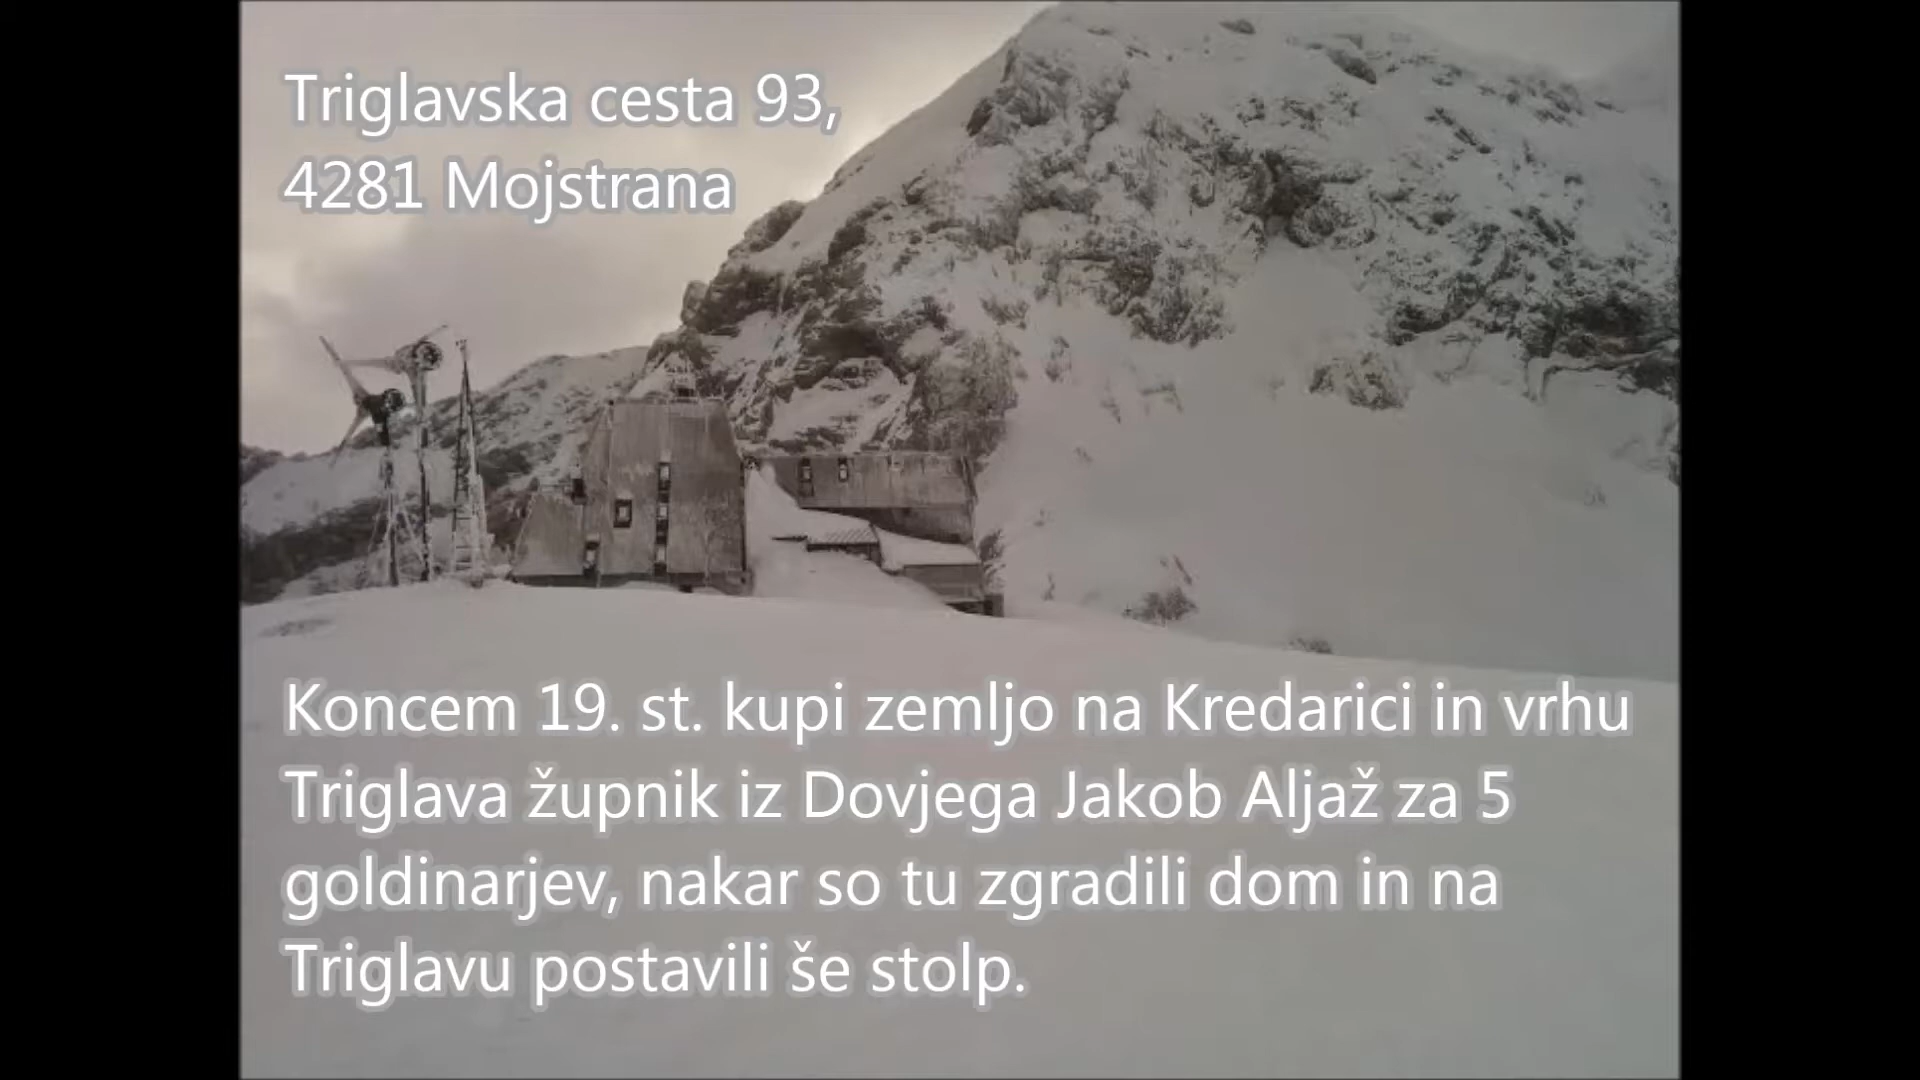 Triglavska cesta 93,
4281 Mojstrana
Koncem 19. st. kupi zemljo na Kredarici in vrhu
Triglava župnik iz Dovjega Jakob Aljaž za 5
goldinarjev, nakar so tu zgradili dom in na
Triglavu postavili še stolp.